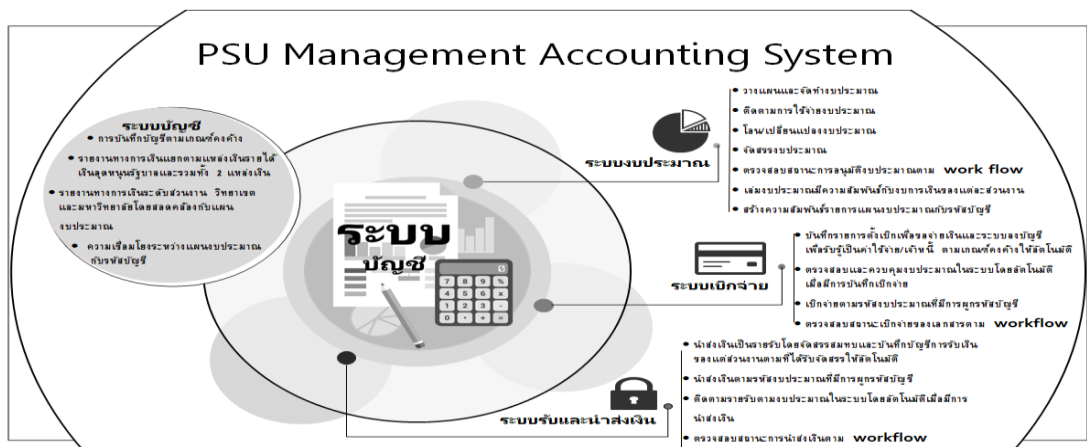 PSU Management Accounting System
ระบบบัญชี
• การบันทึกบัญชีตามเกณฑ์คงค้าง
• รายงานทางการเงินแยกตามแหล่งเงินรายได้
เงินอุดหนุนรัฐบาลและรวมทั้ง 2 แหล่งเงิน
• รายงานทางการเงินระดับส่วนงาน วิทยาเขต
และมหาวิทยาลัยโดยสอดคล้องกับแผน
งบประมาณ
• ความเชื่อมโยงระหว่างแผนงบประมาณ
กับรหัสบัญชี
ระบบ
บัญชี
7 8 9 %
4 5 6 x
1 2 3 -
0 . + =
ระบบงบประมาณ
• วางแผนและจัดทำงบประมาณ
• ติดตามการใช้จ่ายงบประมาณ
• โอน/เปลี่ยนแปลงงบประมาณ
• จัดสรรงบประมาณ
• ตรวจสอบสถานะการอนุมัติงบประมาณตาม work flow
• เล่มงบประมาณมีความสัมพันธ์กับงบการเงินของแต่ละส่วนงาน
• สร้างความสัมพันธ์รายการแผนงบประมาณกับรหัสบัญชี
ระบบเบิกจ่าย
• บันทึกรายการตั้งเบิกเพื่อขอจ่ายเงินและระบบลงบัญชี
เพื่อรับรู้เป็นค่าใช้จ่าย/เจ้าหนี้ ตามเกณฑ์คงค้างให้อัตโนมัติ
• ตรวจสอบและควบคุมงบประมาณในระบบโดยอัตโนมัติ
เมื่อมีการบันทึกเบิกจ่าย
• เบิกจ่ายตามรหัสงบประมาณที่มีการผูกรหัสบัญชี
• ตรวจสอบสถานะเบิกจ่ายของเอกสารตาม workflow
ระบบรับและนำส่งเงิน
• นำส่งเงินเป็นรายรับโดยจัดสรรสมทบและบันทึกบัญชีการรับเงิน
ของแต่ส่วนงานตามที่ได้รับจัดสรรให้อัตโนมัติ
• นำส่งเงินตามรหัสงบประมาณที่มีการผูกรหัสบัญชี
• ติดตามรายรับตามงบประมาณในระบบโดยอัตโนมัติเมื่อมีการ
นำส่งเงิน
• ตรวจสอบสถานะการนำส่งเงินตาม workflow